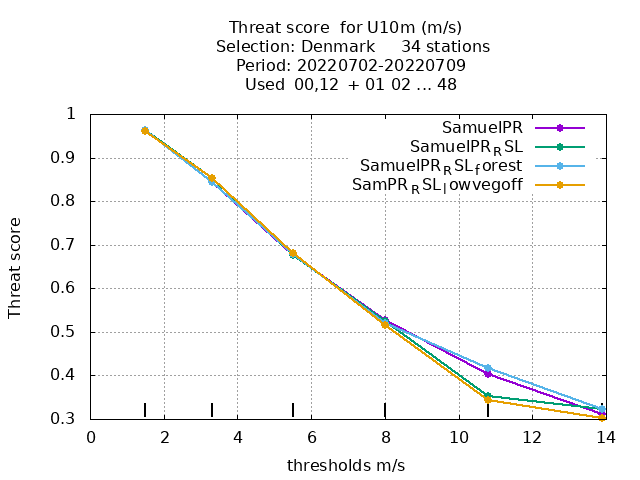 Threat score for U10m (m/s)
Selection: Denmark 34 stations
Period: 20220702-20220709
Used 00,12 + 01 02 ... 48
SamuelPR
SamuelPR_RSL
SamuelPR_RSL_forest
SamPR_RSL_lowvegoff
1
0.9
0.8
0.7
0.6
0.5
0.4
0.3
Threat score
0 2 4 6 8 10 12 14
thresholds m/s